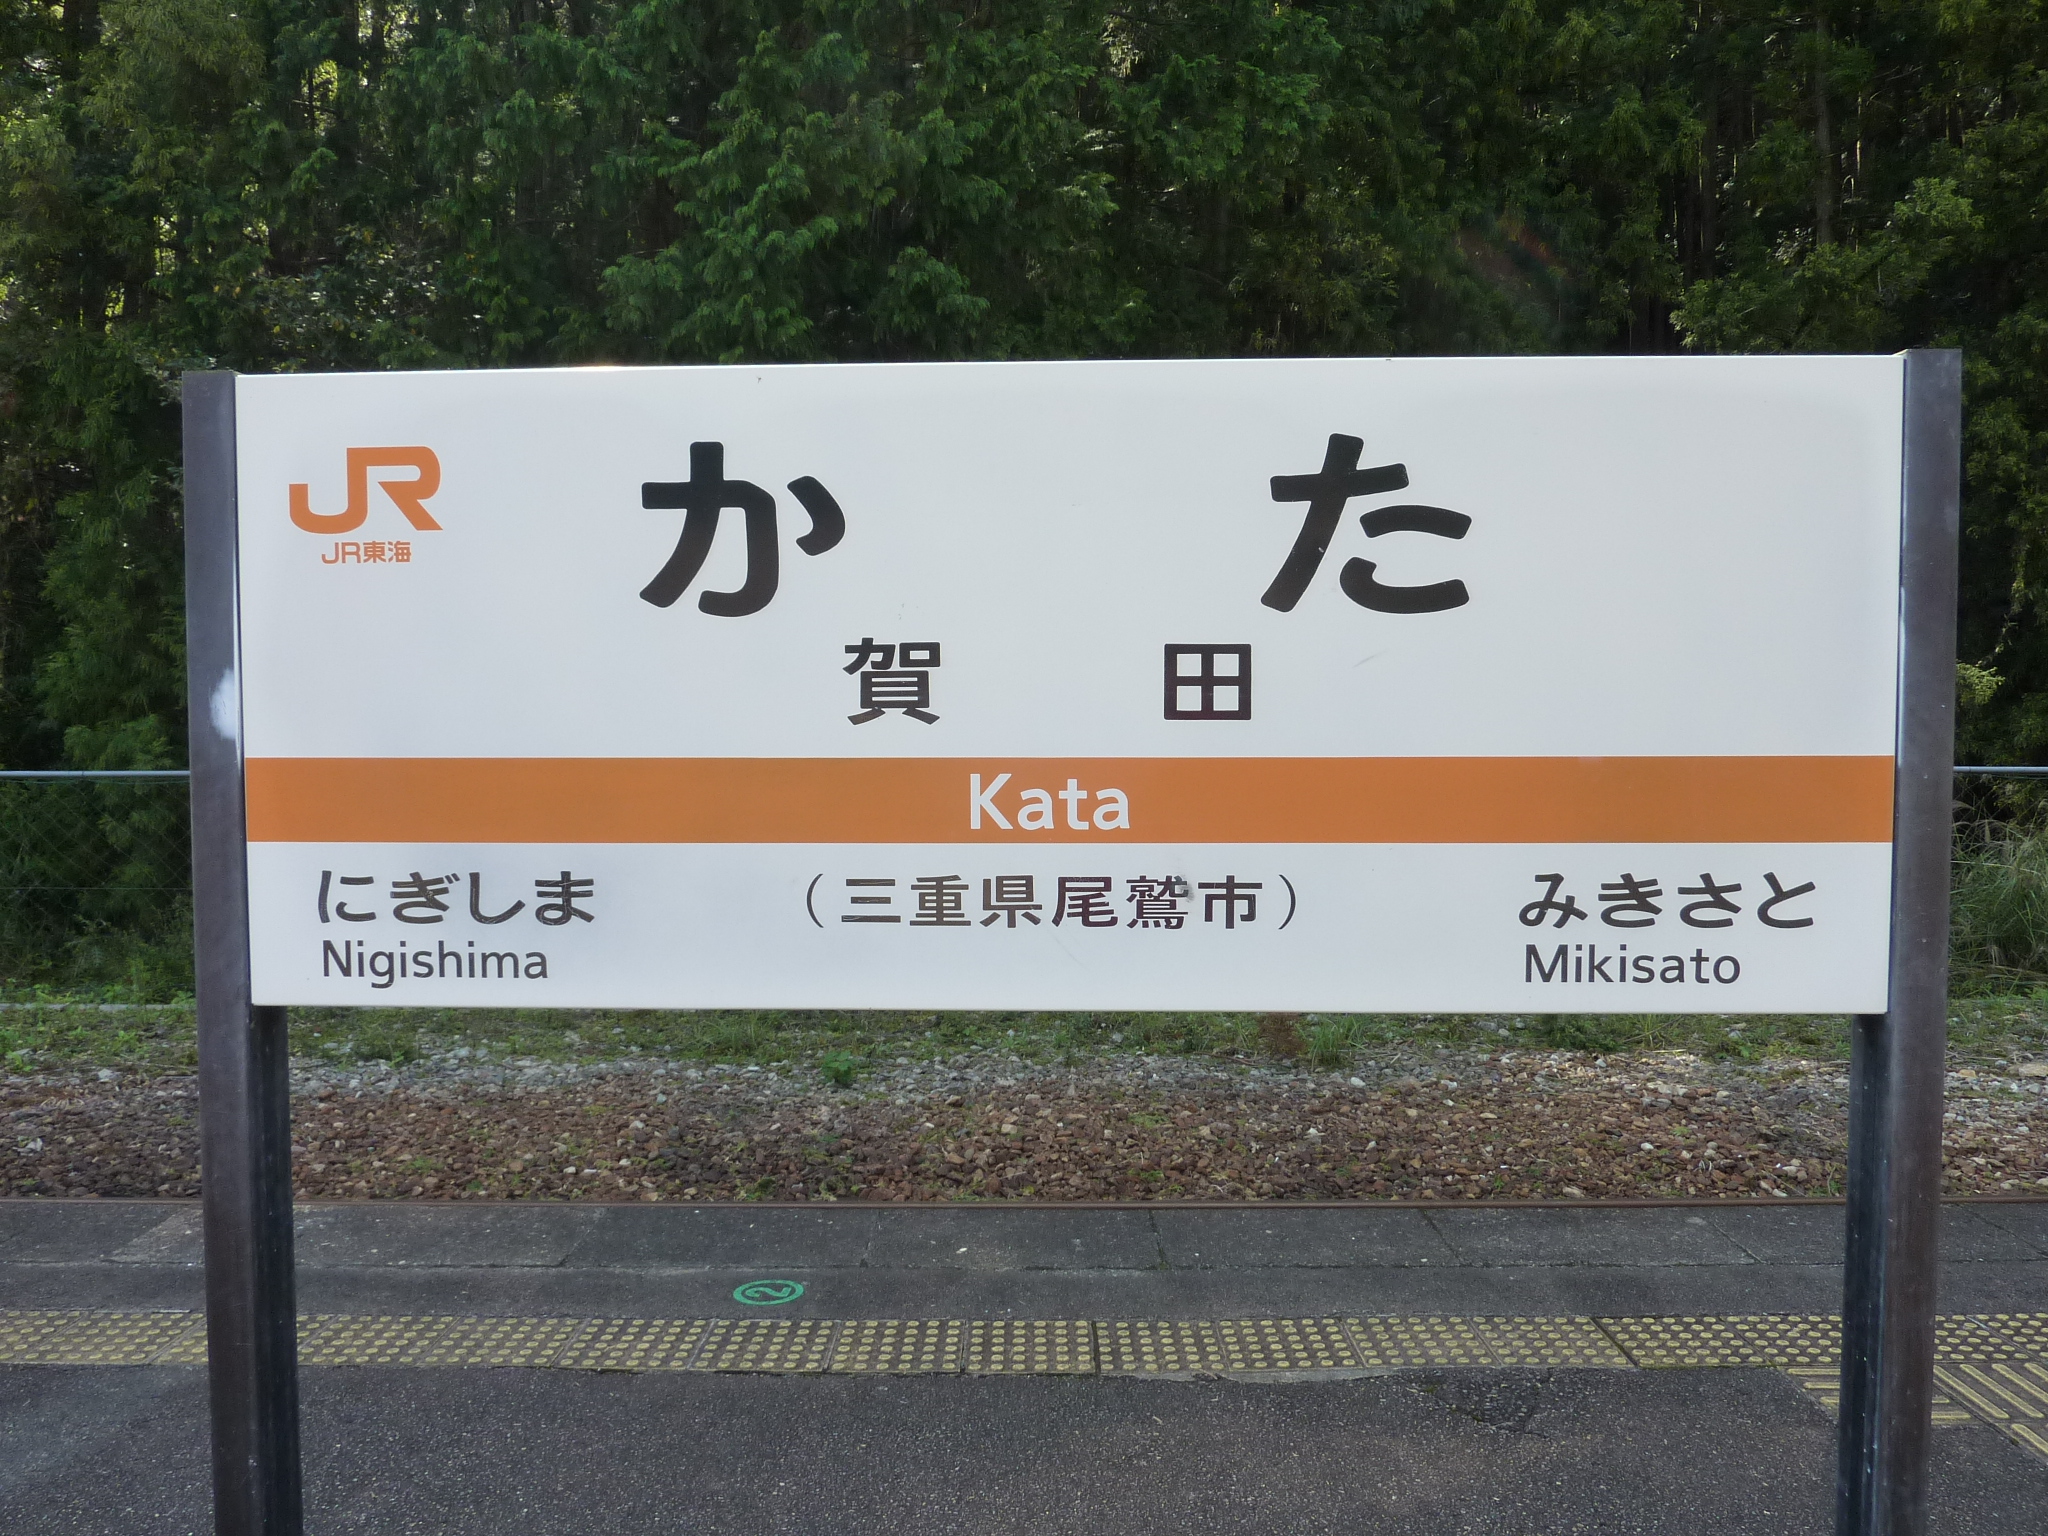 JR
JR東海
かた
賀田
Kata
にぎしま
Nigishima
（三重県尾鷲市）
みきさと
Mikisato
2